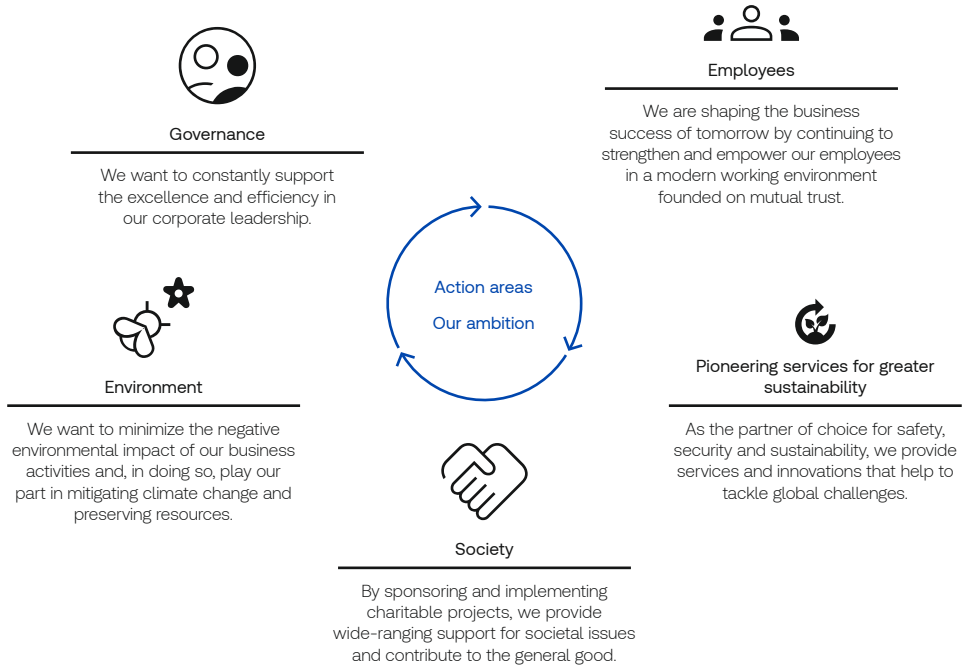 Governance
We want to constantly support
the excellence and efficiency in
our corporate leadership.
Employees
We are shaping the business
success of tomorrow by continuing to
strengthen and empower our employees
in a modern working environment
founded on mutual trust.
Action areas
Our ambition
Environment
We want to minimize the negative
environmental impact of our business
activities and, in doing so, play our
part in mitigating climate change and
preserving resources.
Pioneering services for greater
sustainability
As the partner of choice for safety,
security and sustainability, we provide
services and innovations that help to
tackle global challenges.
Society
By sponsoring and implementing
charitable projects, we provide
wide-ranging support for societal issues
and contribute to the general good.